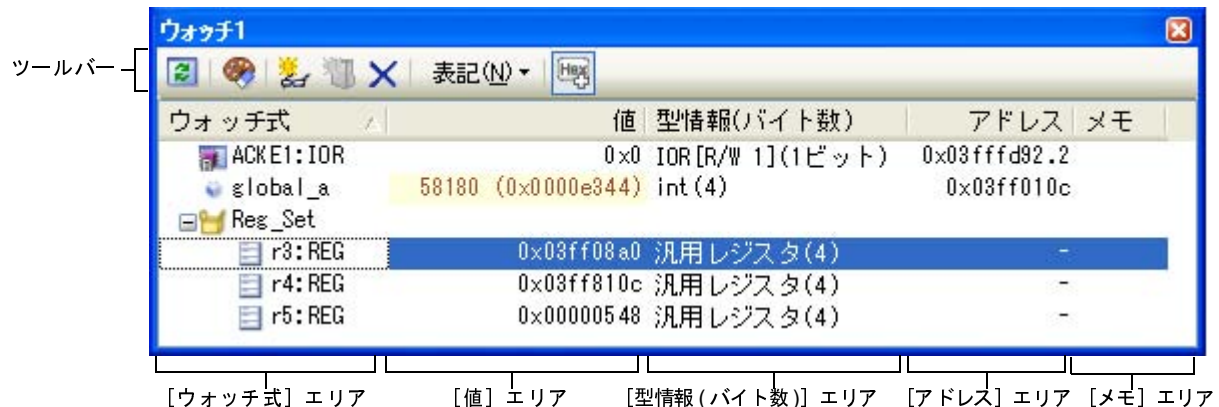 ウォッチ1
ツールバー
表記(N)
Hex
ウォッチ式 値 型情報(バイト数) アドレス メモ
ACKE1:IOR 0x0 IOR[R/W 1](1ビット) 0x03fffd92.2
global_a 58180 (0x0000e344) int(4) 0x03ff010c
Reg_Set
r3:REG 0x03ff08a0 汎用レジスタ(4) -
r4:REG 0x03ff810c 汎用レジスタ(4) -
r5:REG 0x00000548 汎用レジスタ(4) -
[ウォッチ式] エリア [値] エリア [型情報(バイト数)] エリア [アドレス] エリア [メモ] エリア